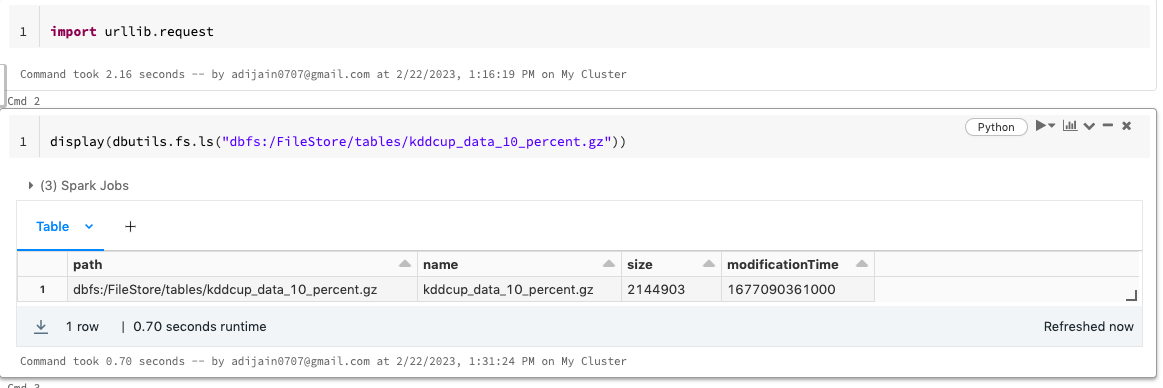 1 import urllib.request
Command took 2.16 seconds -- by adijain0707@gmail.com at 2/22/2023, 1:16:19 PM on My Cluster
Cmd 2
Python
1 display(dbutils.fs.ls("dbfs:/FileStore/tables/kddcup_data_10_percent.gz"))
(3) Spark Jobs
Table +
path name size modificationTime
1 dbfs:/FileStore/tables/kddcup_data_10_percent.gz kddcup_data_10_percent.gz 2144903 1677090361000
1 row | 0.70 seconds runtime Refreshed now
Command took 0.70 seconds -- by adijain0707@gmail.com at 2/22/2023, 1:31:24 PM on My Cluster
Cmd 3